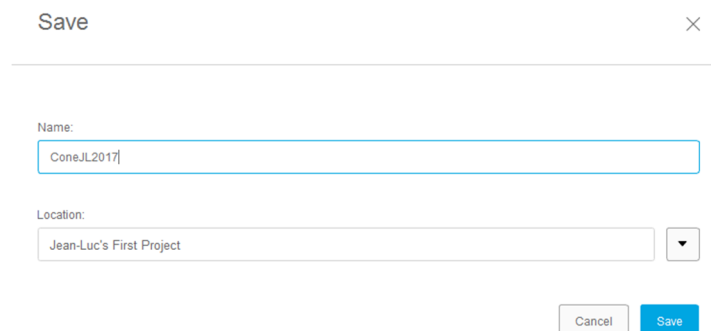 Save
Name:
ConeJL2017
Location:
Jean-Luc's First Project
Cancel
Save